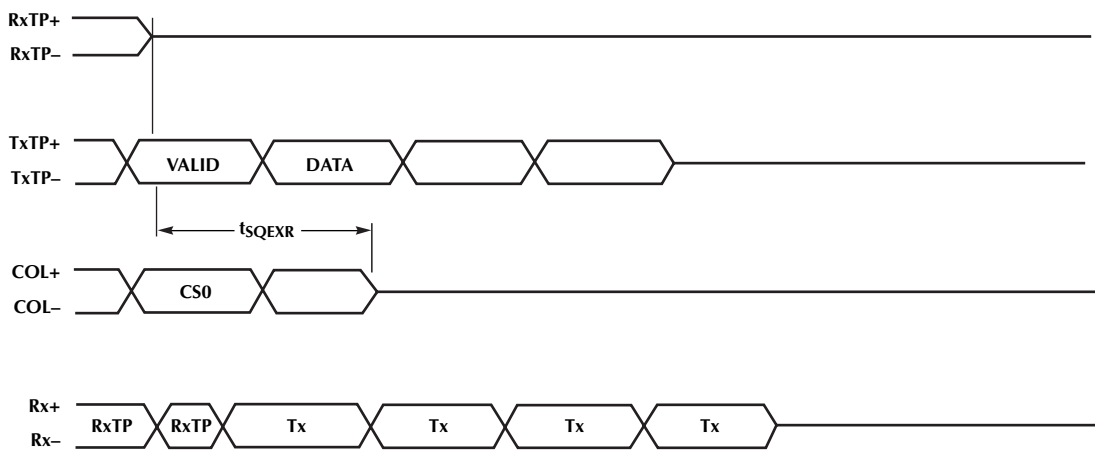 RxTP+
RxTP–
TxTP+
VALID DATA
TxTP–
tSQEXR
COL+
CS0
COL–
Rx+
RxTP RxTP Tx Tx Tx Tx
Rx–